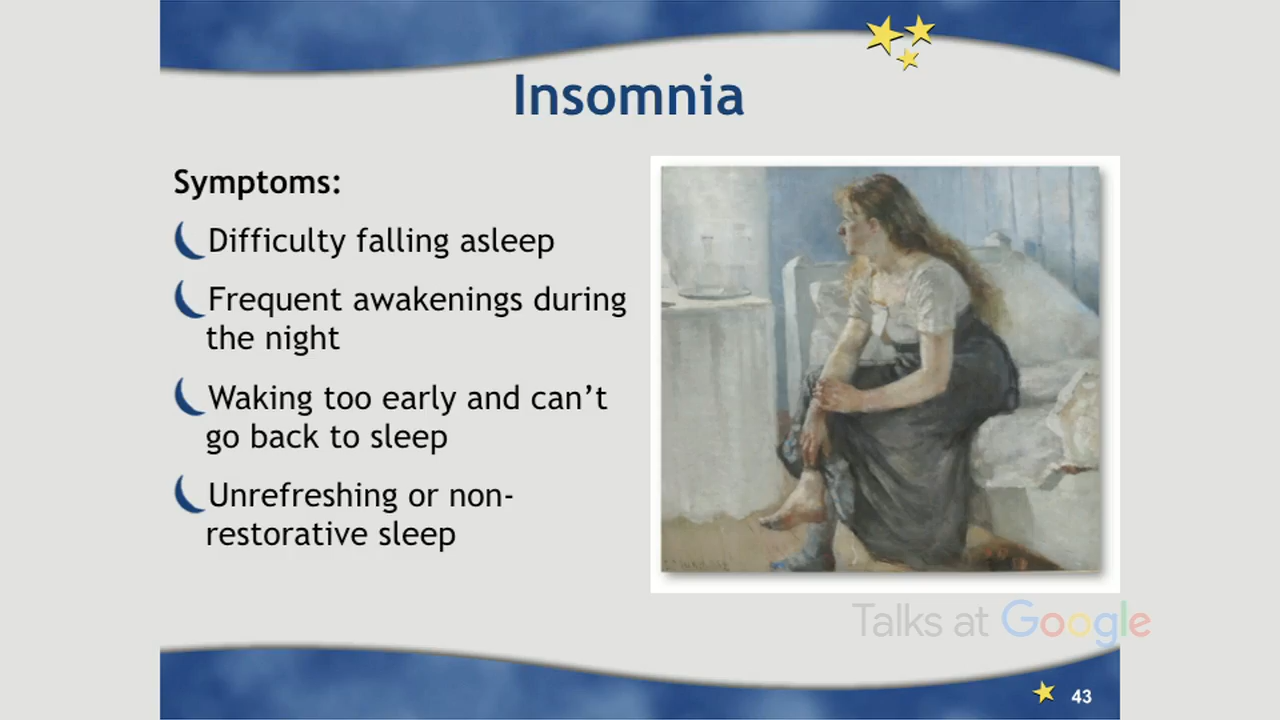 Insomnia
Symptoms:
Difficulty falling asleep
Frequent awakenings during
the night
Waking too early and can’t
go back to sleep
Unrefreshing or non-
restorative sleep
Talks at Google
43